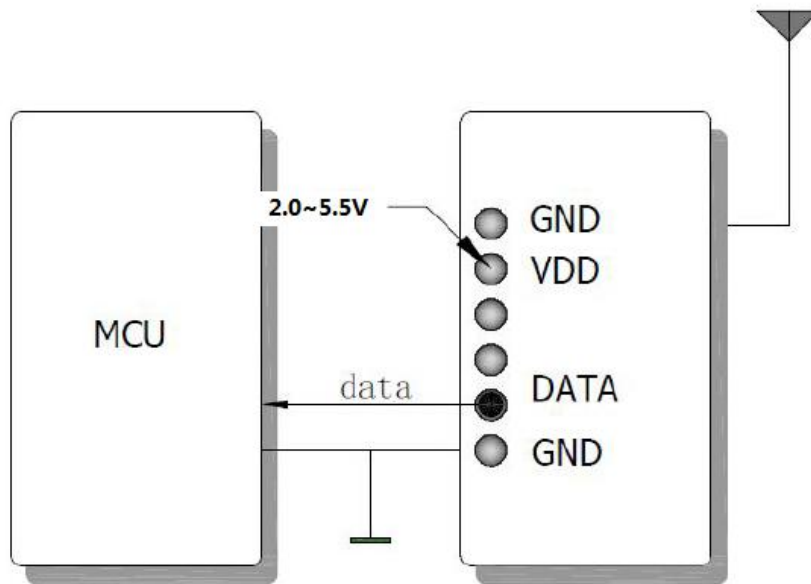 2.0~5.5V
GND
VDD
MCU
data
DATA
GND